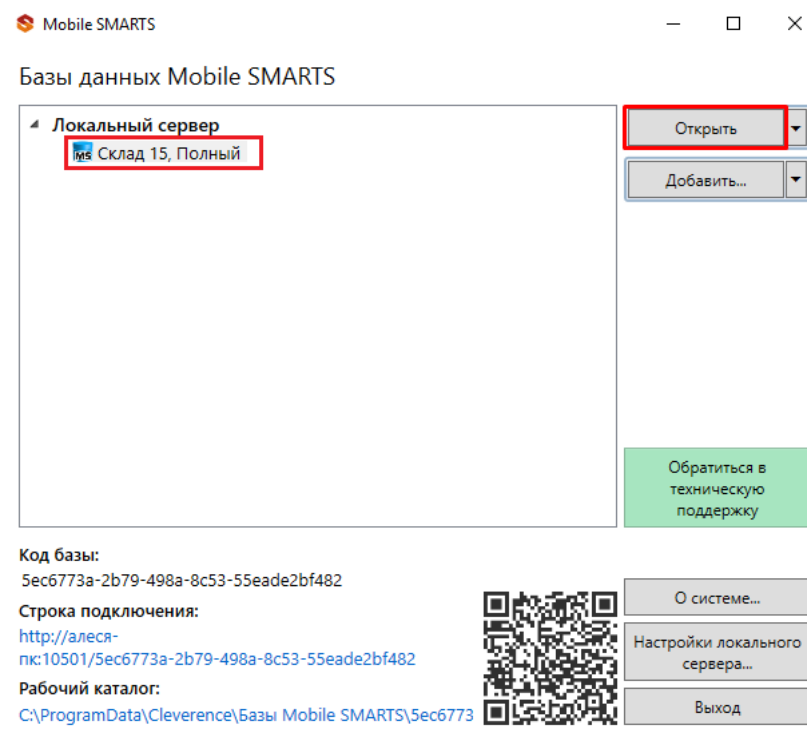 Mobile SMARTS
Базы данных Mobile SMARTS
Локальный сервер
Склад 15, Полный
Открыть
Добавить...
Обратиться в
техническую
поддержку
Код базы:
5ec6773a-2b79-498a-8c53-55eade2bf482
Строка подключения:
http://алеся-
пк:10501/5ec6773a-2b79-498a-8c53-55eade2bf482
Рабочий каталог:
C:\ProgramData\Cleverence\Базы Mobile SMARTS\5ec6773
О системе...
Настройки локального
сервера...
Выход